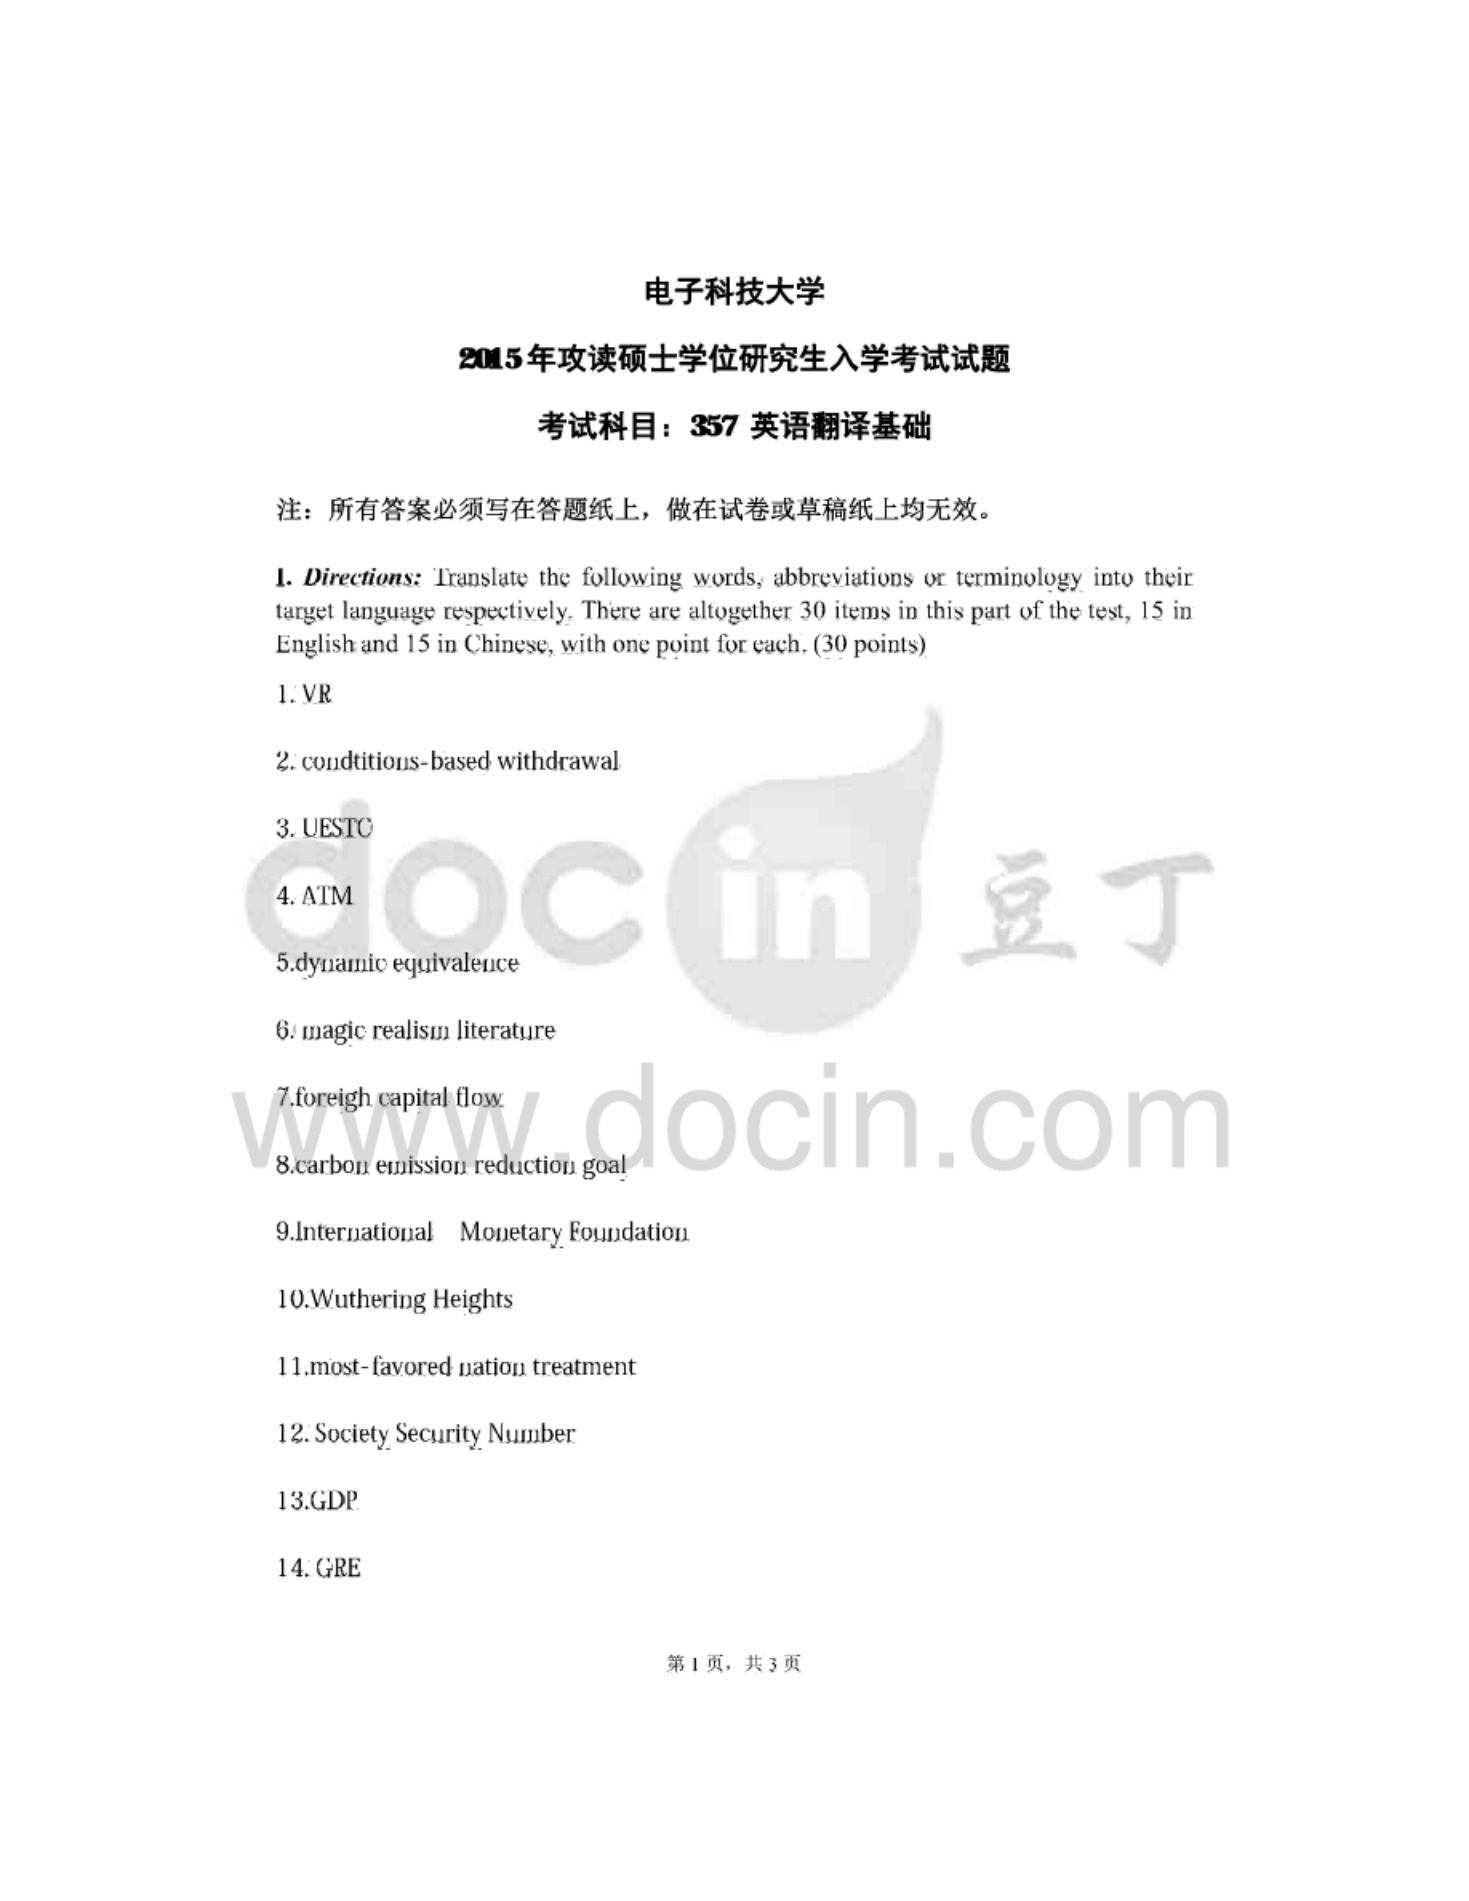 电子科技大学
2015年攻读硕士学位研究生入学考试试题
考试科目：357 英语翻译基础
注：所有答案必须写在答题纸上，做在试卷或草稿纸上均无效。
I. Directions: Translate the following words, abbreviations or terminology into their
target language respectively. There are altogether 30 items in this part of the test, 15 in
English and 15 in Chinese, with one point for each. (30 points)
1. VR
2. condtitions-based withdrawal
3. UESTC
4. ATM
5.dynamic equivalence
6. magic realism literature
7.foreigh capital flow
8.carbon emission reduction goal
9.International Monetary Foundation
10.Wuthering Heights
11.most-favored nation treatment
12. Society Security Number
13.GDP
14. GRE
第 1 页，共 3 页
docin 豆丁
www.docin.com